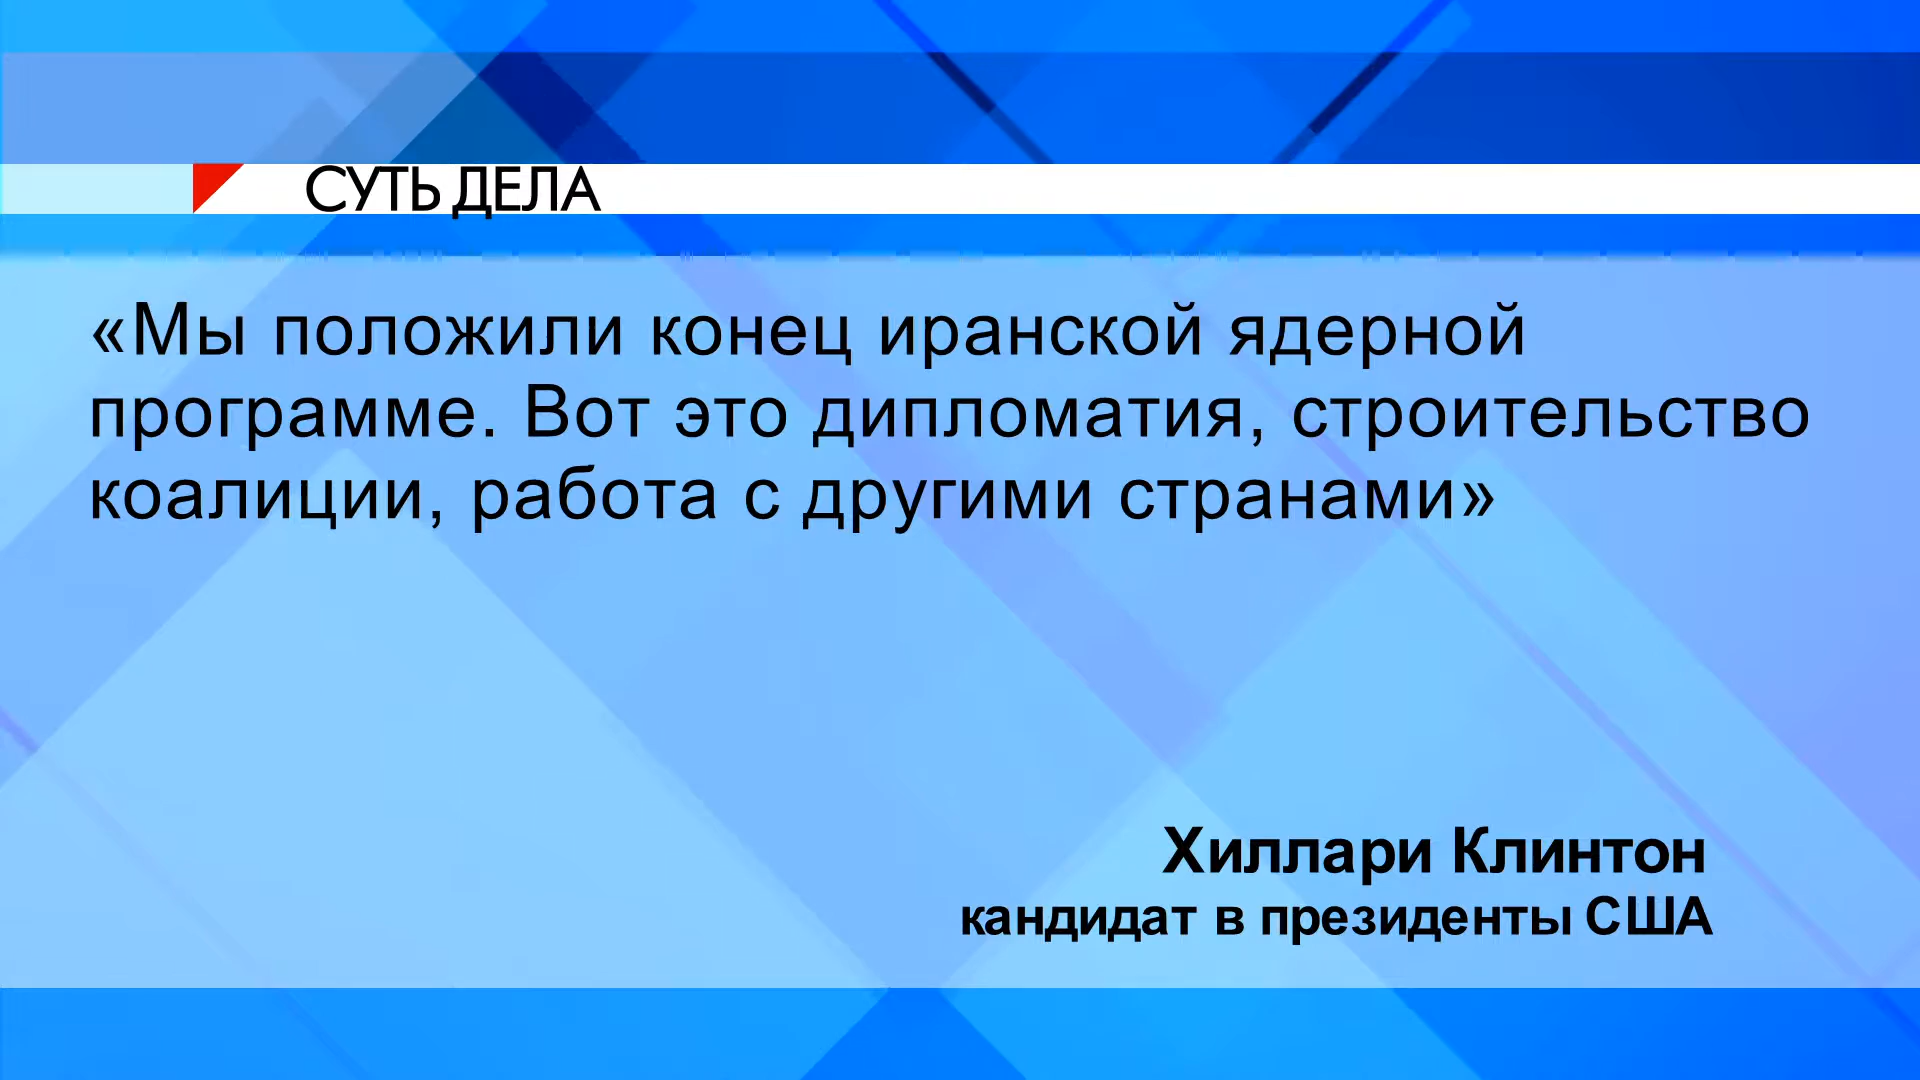 СУТЬ ДЕЛА
«Мы положили конец иранской ядерной
программе. Вот это дипломатия, строительство
коалиции, работа с другими странами»
Хиллари Клинтон
кандидат в президенты США